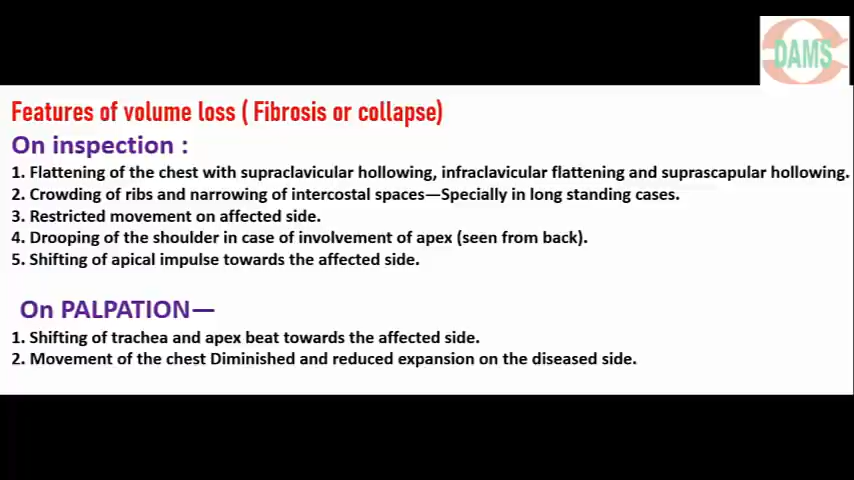 DAMS
Features of volume loss ( Fibrosis or collapse)
On inspection :
1. Flattening of the chest with supraclavicular hollowing, infraclavicular flattening and suprascapular hollowing.
2. Crowding of ribs and narrowing of intercostal spaces—Specially in long standing cases.
3. Restricted movement on affected side.
4. Drooping of the shoulder in case of involvement of apex (seen from back).
5. Shifting of apical impulse towards the affected side.
On PALPATION—
1. Shifting of trachea and apex beat towards the affected side.
2. Movement of the chest Diminished and reduced expansion on the diseased side.